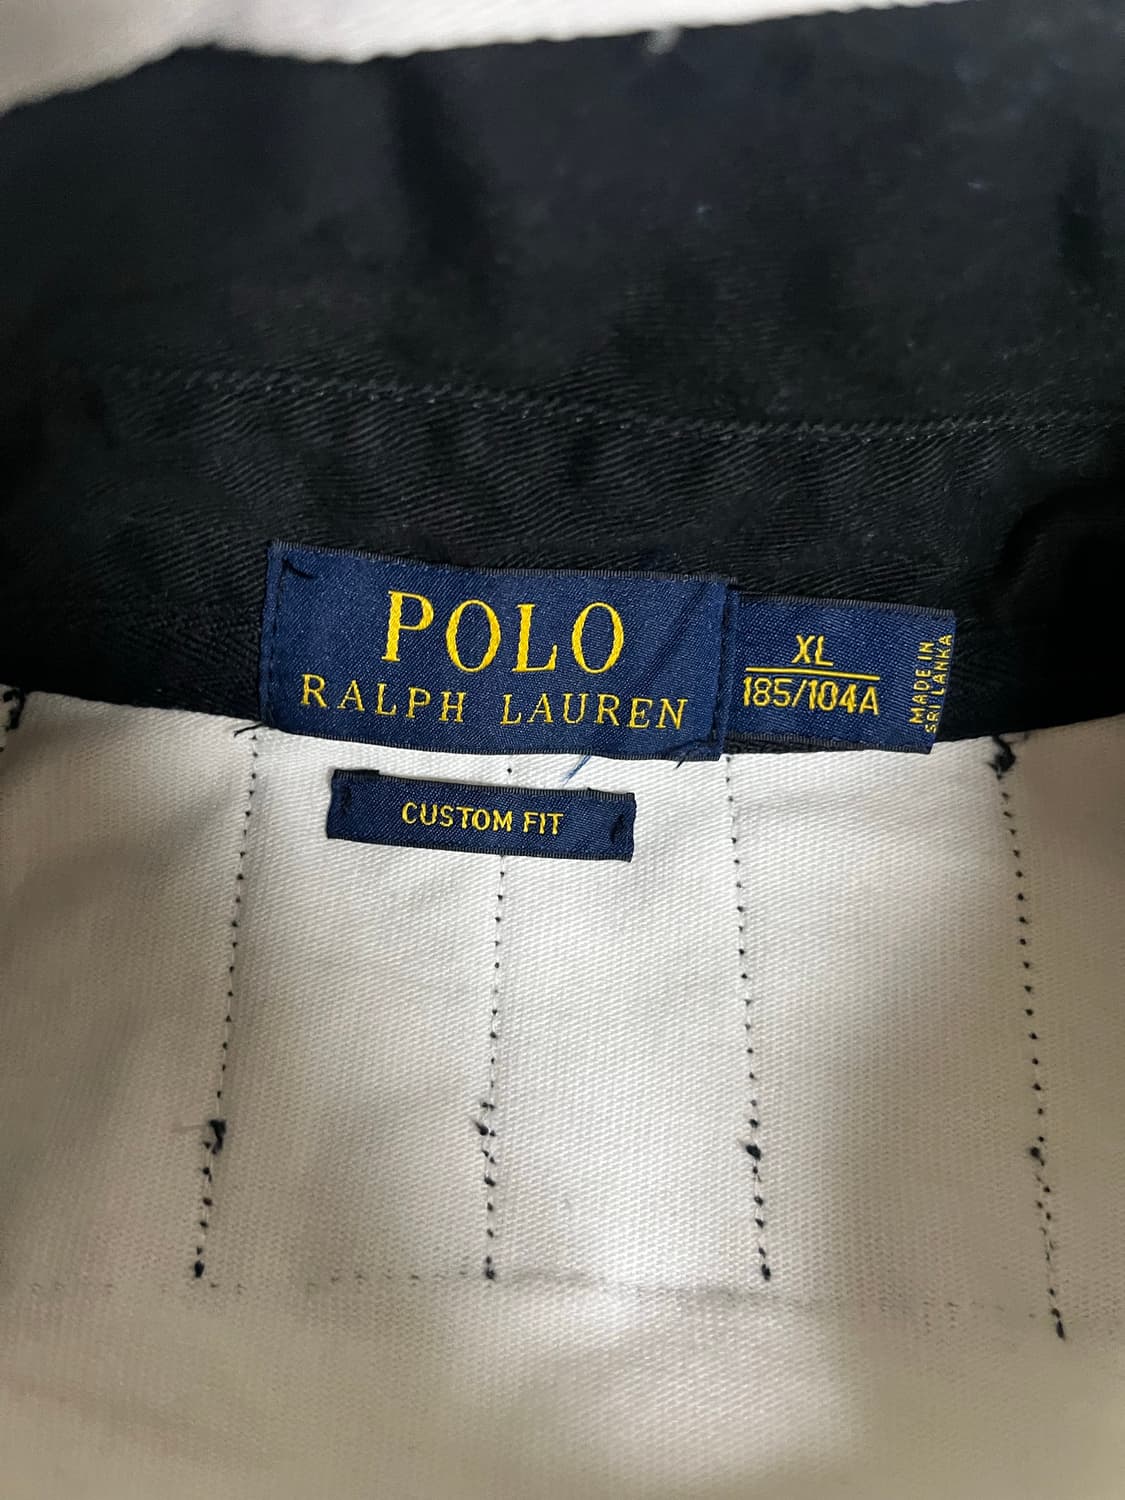 POLO
RALPH LAUREN
XL
185/104A
MADE IN
SRI LANKA
CUSTOM FIT